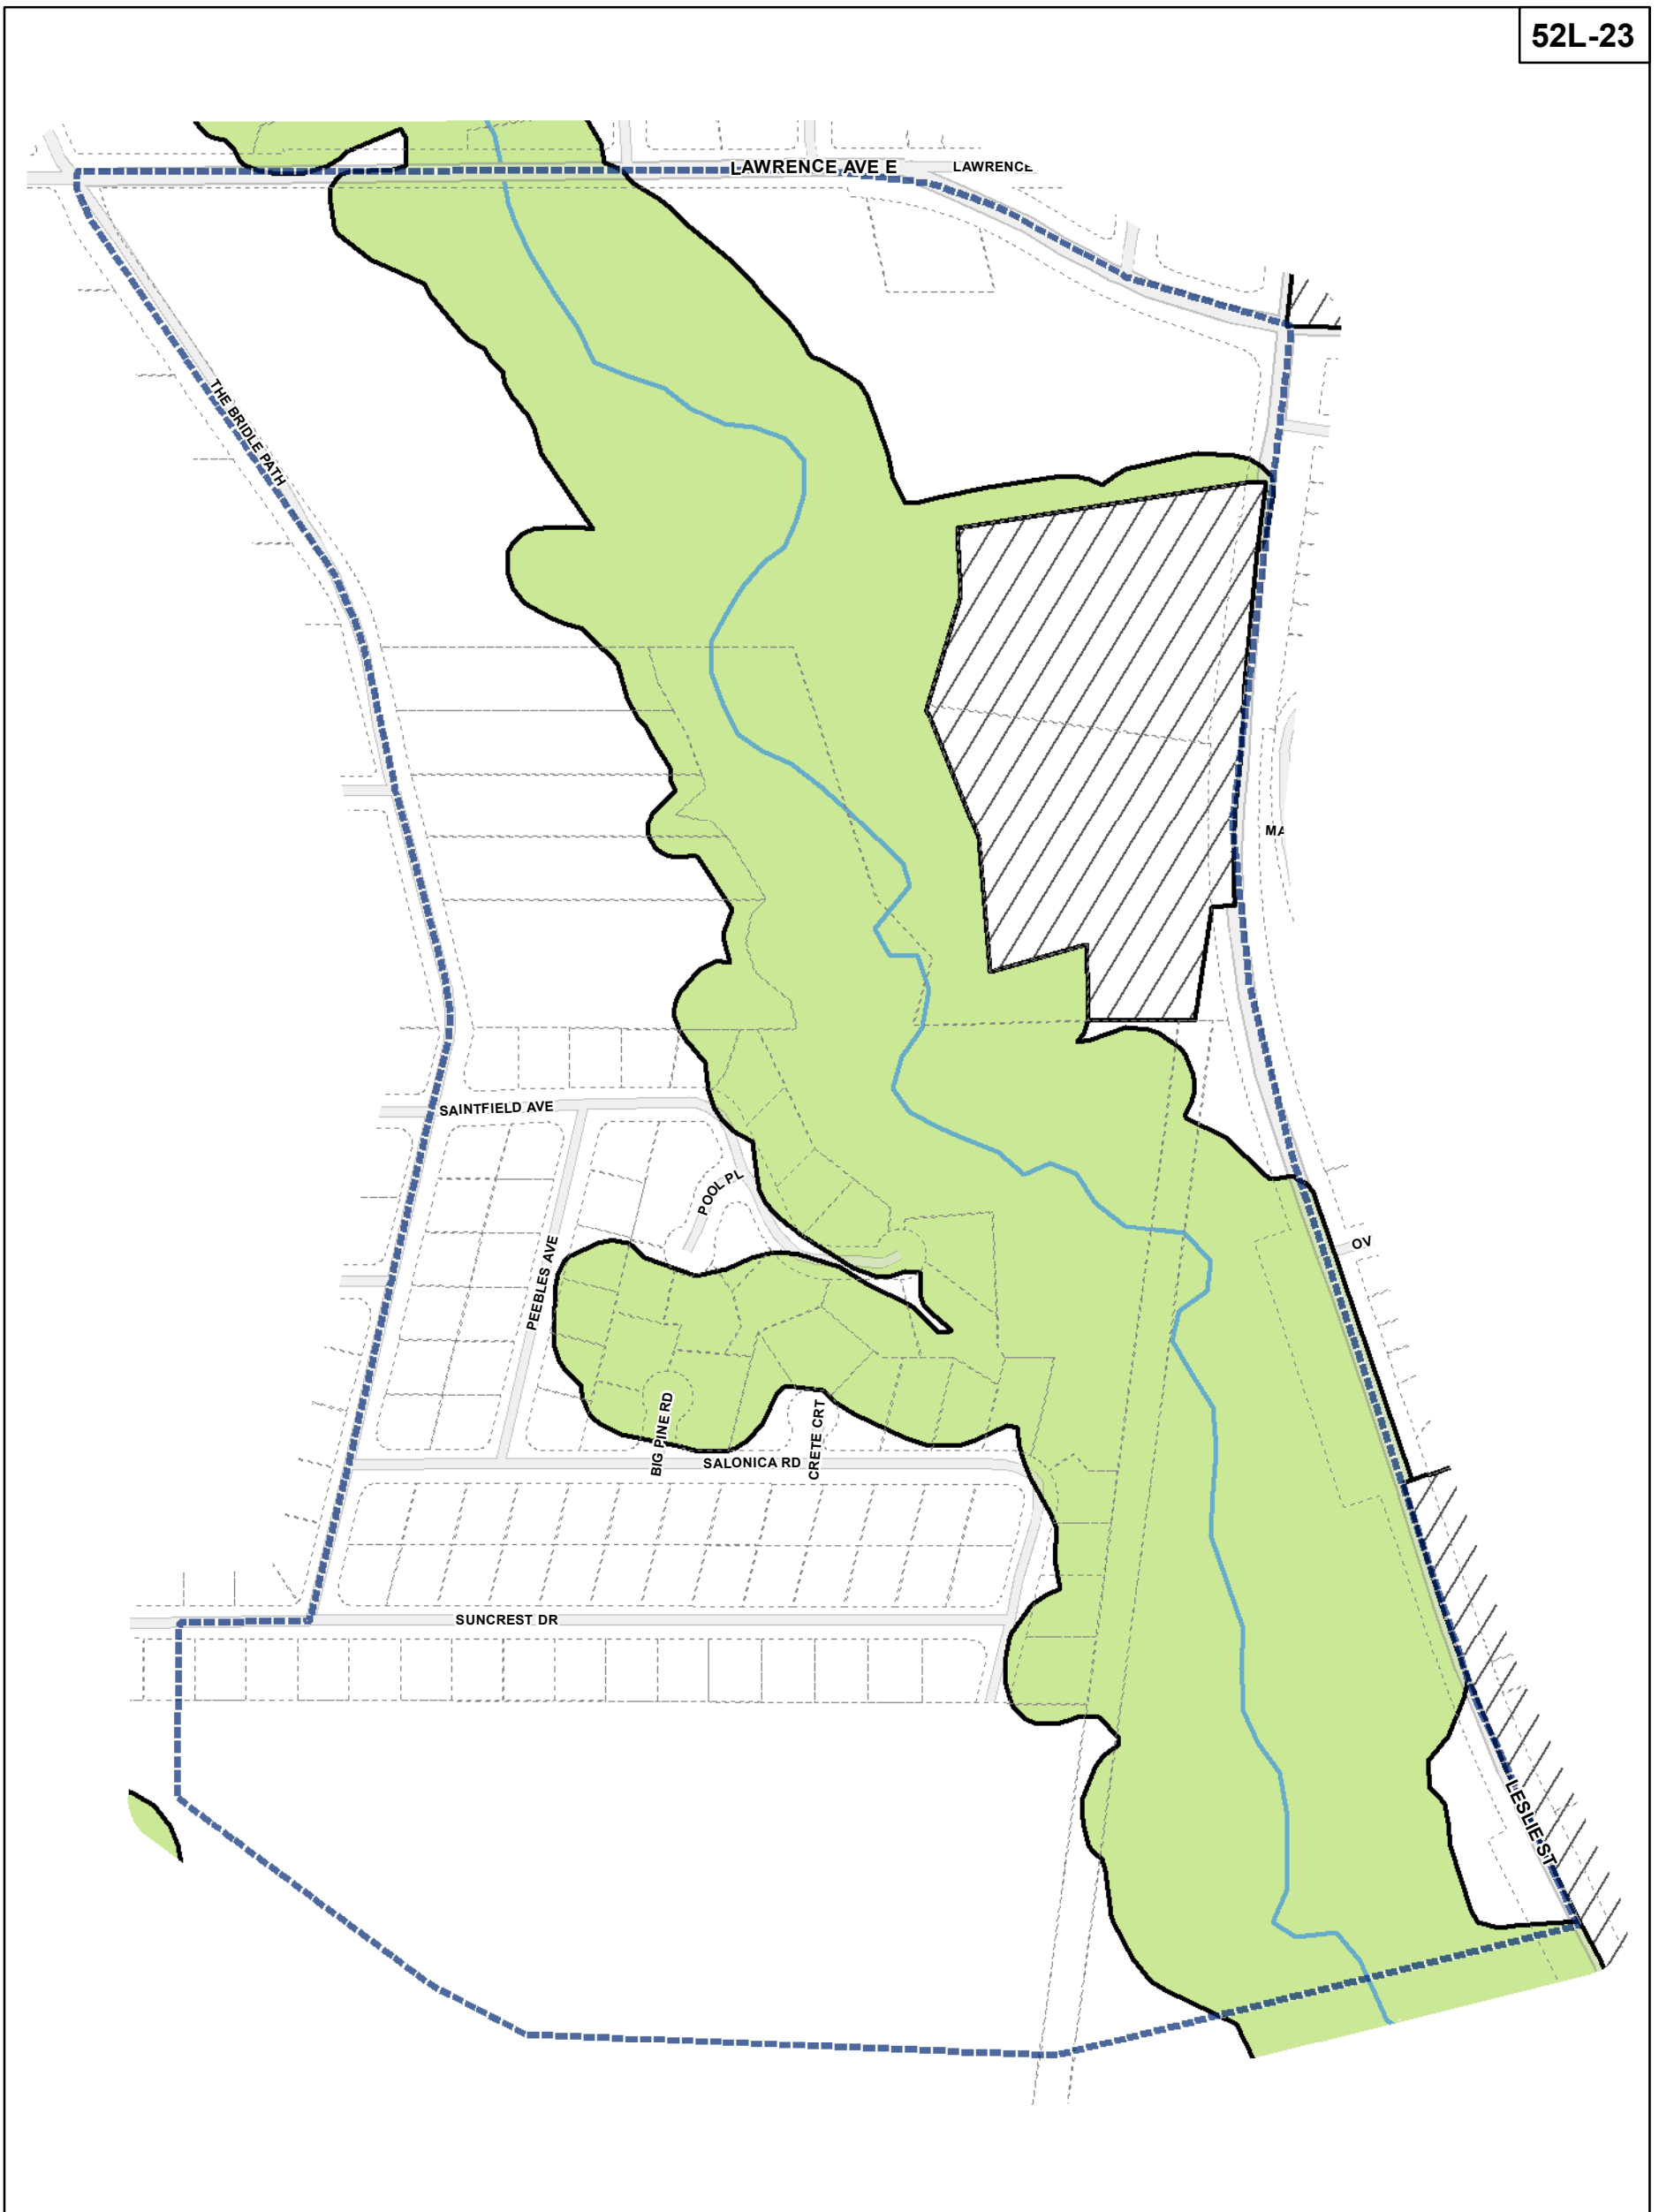 52L-23
LAWRENCE AVE E
LAWRENCE
THE BRIDLE PATH
MA
SAINTFIELD AVE
POOL PL
OV
PEEBLES AVE
BIG PINE RD
CRETE CRT
SALONICA RD
SUNCREST DR
LESLIE ST